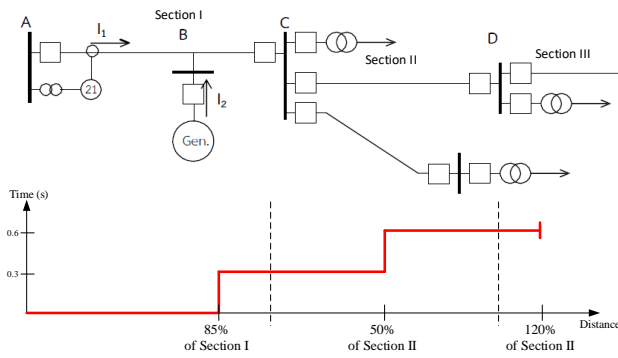 Section I
A
I1
B
C
Section II
D
Section III
21
I2
Gen.
Time (s)
0.6
0.3
85%
of Section I
50%
of Section II
120%
of Section II
Distance